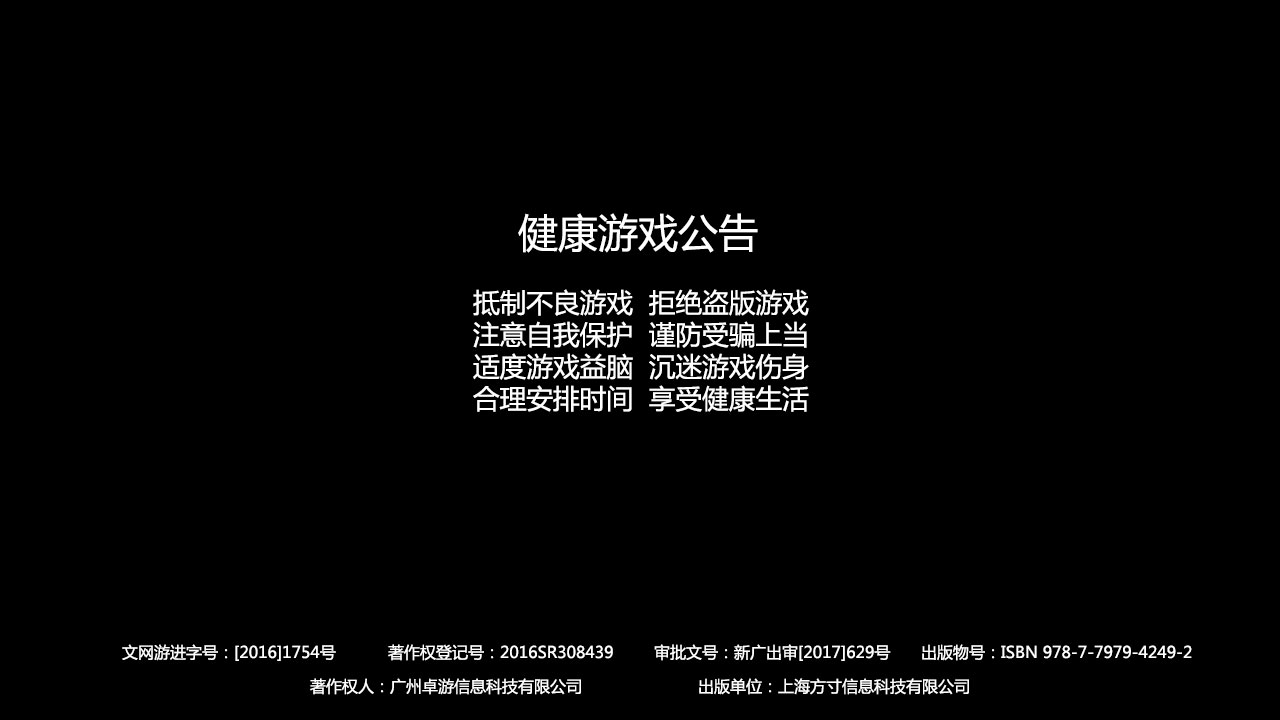 健康游戏公告
抵制不良游戏 拒绝盗版游戏
注意自我保护 谨防受骗上当
适度游戏益脑 沉迷游戏伤身
合理安排时间 享受健康生活
文网游进字号：[2016]1754号 著作权登记号：2016SR308439 审批文号：新广出审[2017]629号 出版物号：ISBN 978-7-7979-4249-2
著作权人：广州卓游信息科技有限公司 出版单位：上海方寸信息科技有限公司